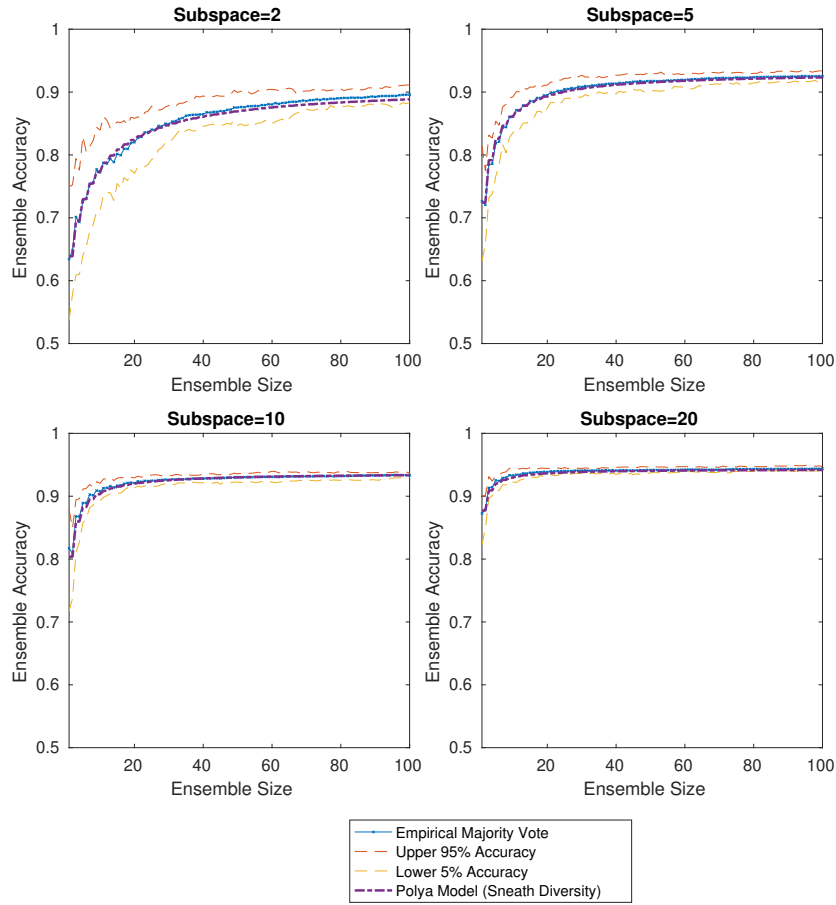 Subspace=2
1
0.9
0.8
0.7
0.6
0.5
Ensemble Accuracy
20 40 60 80 100
Ensemble Size
Subspace=5
1
0.9
0.8
0.7
0.6
0.5
Ensemble Accuracy
20 40 60 80 100
Ensemble Size
Subspace=10
1
0.9
0.8
0.7
0.6
0.5
Ensemble Accuracy
20 40 60 80 100
Ensemble Size
Subspace=20
1
0.9
0.8
0.7
0.6
0.5
Ensemble Accuracy
20 40 60 80 100
Ensemble Size
Empirical Majority Vote
Upper 95% Accuracy
Lower 5% Accuracy
Polya Model (Sneath Diversity)